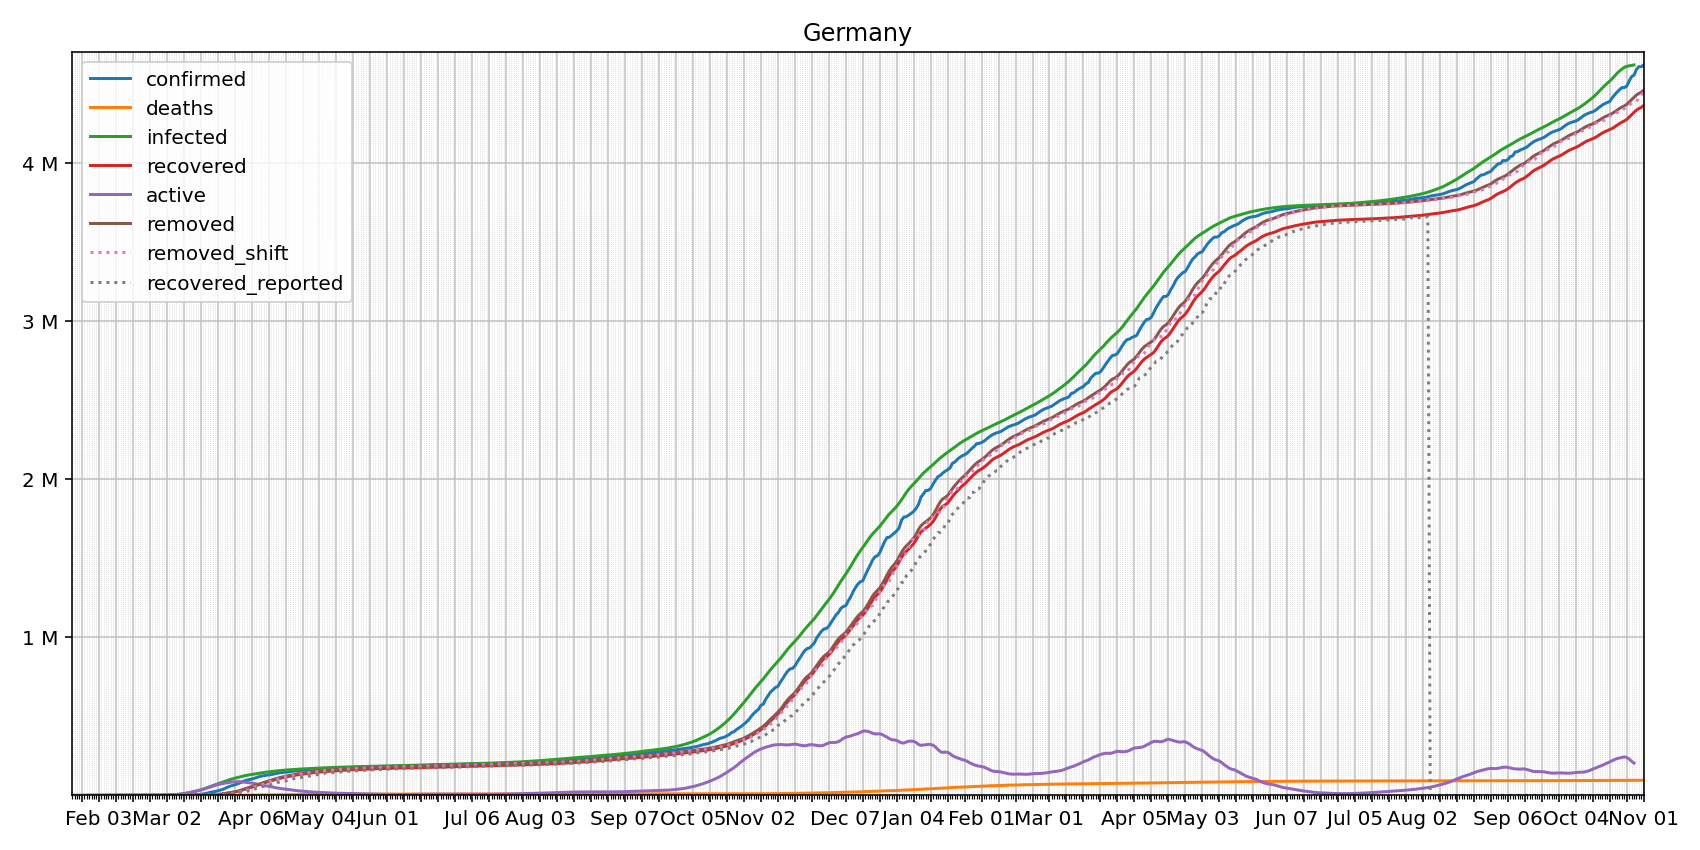 Germany
confirmed
deaths
infected
recovered
active
removed
removed_shift
recovered_reported
4 M
3 M
2 M
1 M
Feb 03 Mar 02 Apr 06 May 04 Jun 01 Jul 06 Aug 03 Sep 07 Oct 05 Nov 02 Dec 07 Jan 04 Feb 01 Mar 01 Apr 05 May 03 Jun 07 Jul 05 Aug 02 Sep 06 Oct 04 Nov 01